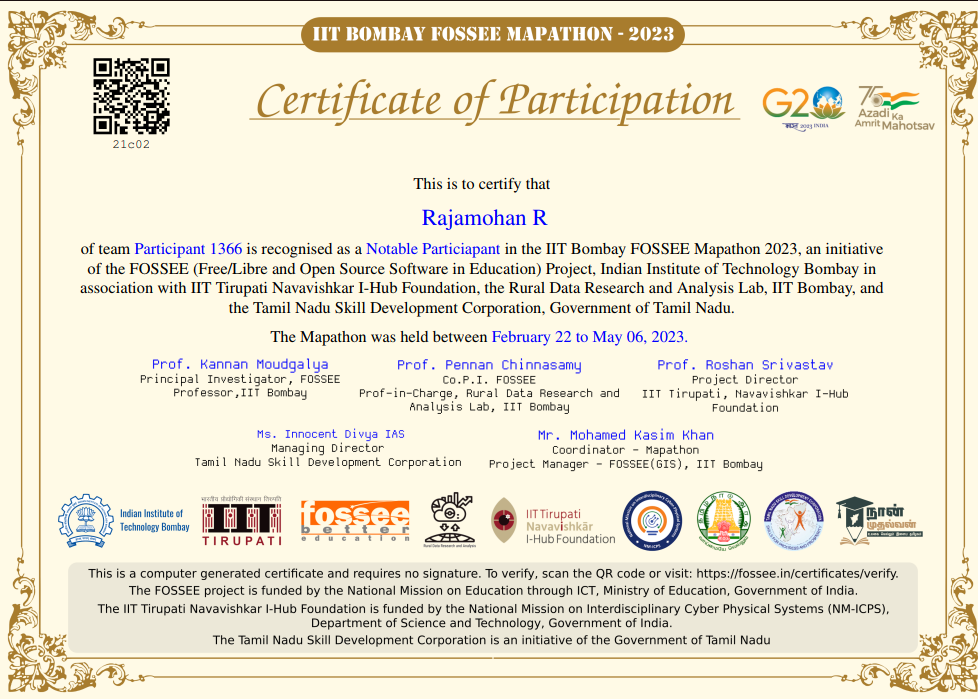 IIT BOMBAY FOSSEE MAPATHON - 2023
21c02
Certificate of Participation
G20
भारत 2023 INDIA
75
Azadi Ka
Amrit Mahotsav
This is to certify that
Rajamohan R
of team Participant 1366 is recognised as a Notable Particiapant in the IIT Bombay FOSSEE Mapathon 2023, an initiative
of the FOSSEE (Free/Libre and Open Source Software in Education) Project, Indian Institute of Technology Bombay in
association with IIT Tirupati Navavishkar I-Hub Foundation, the Rural Data Research and Analysis Lab, IIT Bombay, and
the Tamil Nadu Skill Development Corporation, Government of Tamil Nadu.
The Mapathon was held between February 22 to May 06, 2023.
Prof. Kannan Moudgalya
Principal Investigator, FOSSEE
Professor,IIT Bombay
Prof. Pennan Chinnasamy
Co.P.I. FOSSEE
Prof-in-Charge, Rural Data Research and
Analysis Lab, IIT Bombay
Prof. Roshan Srivastav
Project Director
IIT Tirupati, Navavishkar I-Hub
Foundation
Ms. Innocent Divya IAS
Managing Director
Tamil Nadu Skill Development Corporation
Mr. Mohamed Kasim Khan
Coordinator - Mapathon
Project Manager - FOSSEE(GIS), IIT Bombay
Indian Institute of
Technology Bombay
भारतीय प्रौद्योगिकी संस्थान तिरुपति
IIT
TIRUPATI
fossee
better
education
Rural Data Research and Analysis
IIT Tirupati
Navavishkār
I-Hub Foundation
NM-ICPS
நான்
முதல்வன்
This is a computer generated certificate and requires no signature. To verify, scan the QR code or visit: https://fossee.in/certificates/verify.
The FOSSEE project is funded by the National Mission on Education through ICT, Ministry of Education, Government of India.
The IIT Tirupati Navavishkar I-Hub Foundation is funded by the National Mission on Interdisciplinary Cyber Physical Systems (NM-ICPS),
Department of Science and Technology, Government of India.
The Tamil Nadu Skill Development Corporation is an initiative of the Government of Tamil Nadu